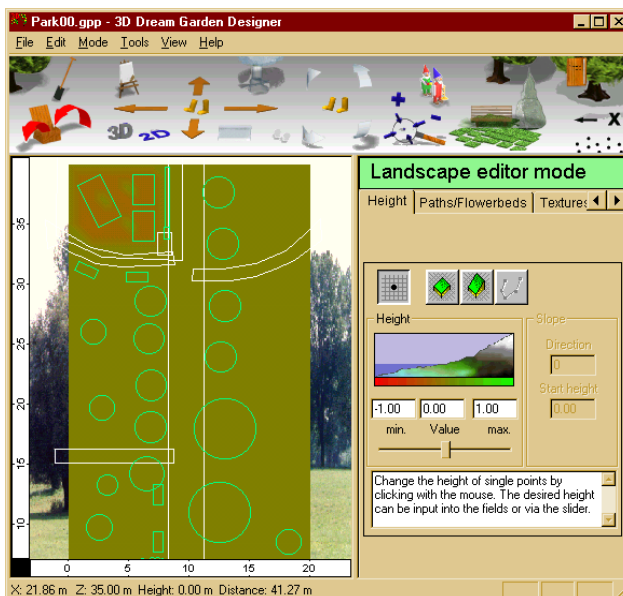 Park00.gpp - 3D Dream Garden Designer
File Edit Mode Tools View Help
3D 2D X
Landscape editor mode
Height Paths/Flowerbeds Textures
35
30
25
20
15
10
0 5 10 15 20
Height
-1.00 0.00 1.00
min. Value max.
Slope
Direction
0
Start height
0.00
Change the height of single points by
clicking with the mouse. The desired height
can be input into the fields or via the slider.
X: 21.86 m Z: 35.00 m Height: 0.00 m Distance: 41.27 m